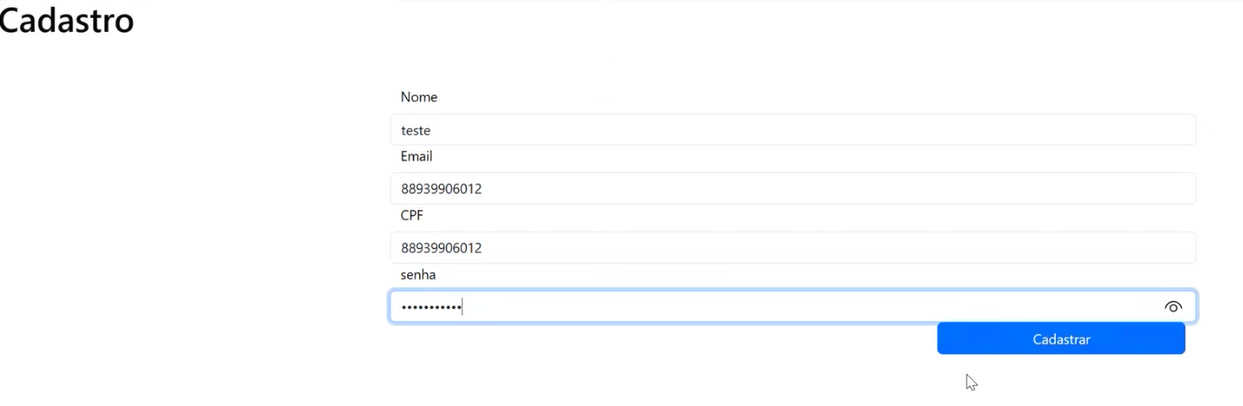 Cadastro
Nome
teste
Email
88939906012
CPF
88939906012
senha
•••••••••••
Cadastrar